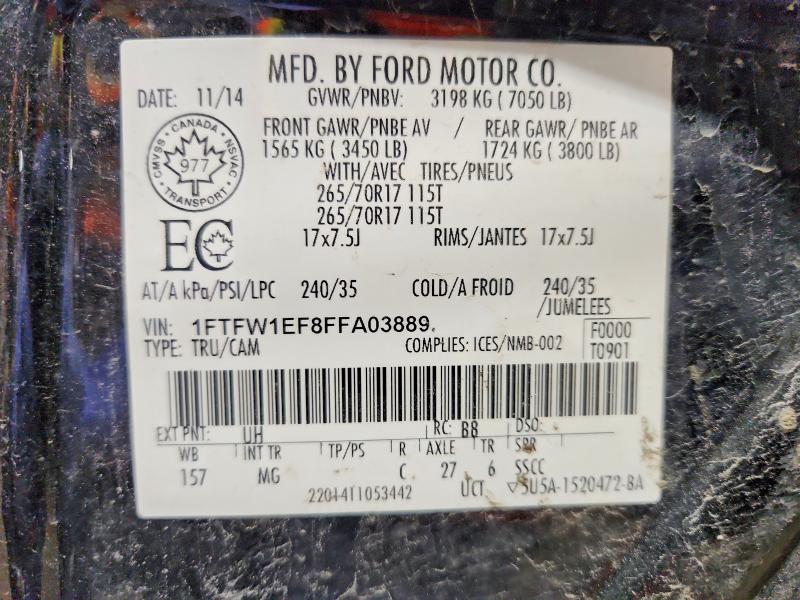 MFD. BY FORD MOTOR CO.
DATE: 11/14 GVWR/PNBV: 3198 KG ( 7050 LB)
FRONT GAWR/PNBE AV / REAR GAWR/ PNBE AR
1565 KG ( 3450 LB) 1724 KG ( 3800 LB)
WITH/AVEC TIRES/PNEUS
265/70R17 115T
265/70R17 115T
17x7.5J RIMS/JANTES 17x7.5J
CANADA
CMVSS NSVAC
977
TRANSPORT
EC
AT/A kPa/PSI/LPC 240/35 COLD/A FROID 240/35
/JUMELEES
VIN: 1FTFW1EF8FFA03889.
F0000
TYPE: TRU/CAM COMPLIES: ICES/NMB-002
T0901
EXT PNT: UH RC: B8 DSO:
WB INT TR TP/PS R AXLE TR SPR
157 MG C 27 6 SSCC
2201411053442 UCT ▽5U5A-1520472-BA